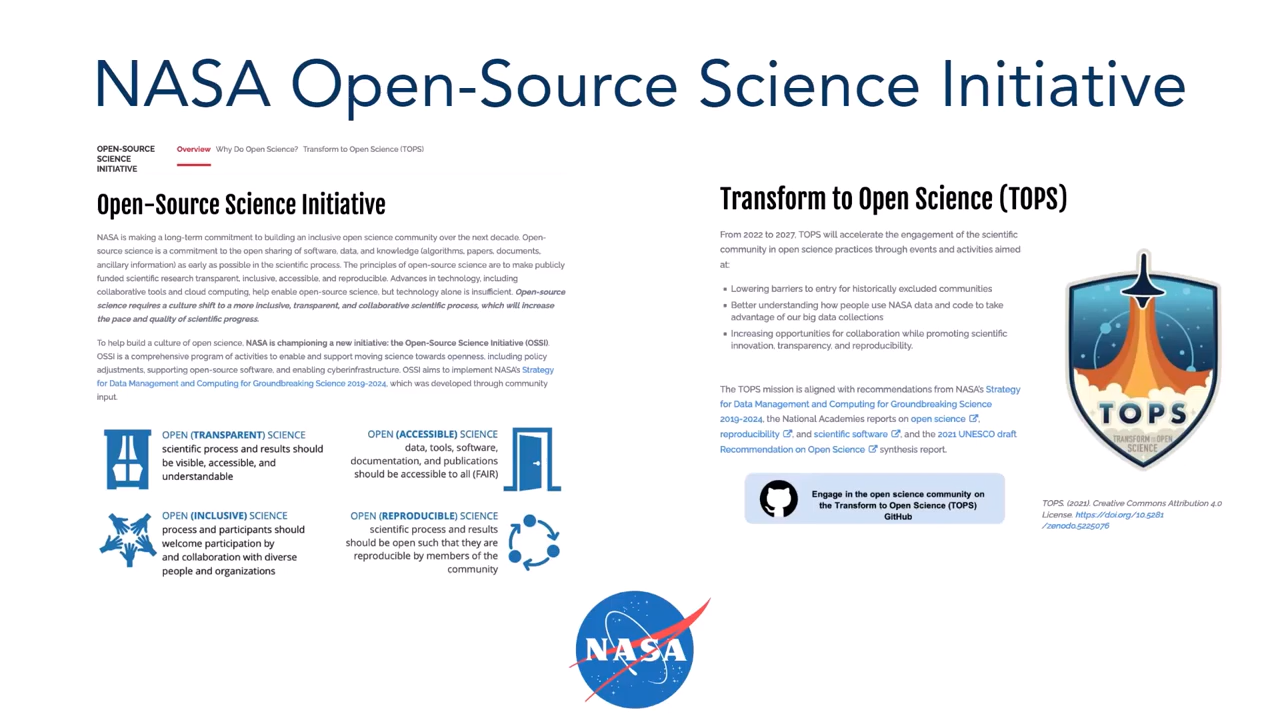 NASA Open-Source Science Initiative
OPEN-SOURCE
SCIENCE
INITIATIVE
Overview Why Do Open Science? Transform to Open Science (TOPS)
Open-Source Science Initiative
NASA is making a long-term commitment to building an inclusive open science community over the next decade. Open-
source science is a commitment to the open sharing of software, data, and knowledge (algorithms, papers, documents,
ancillary information) as early as possible in the scientific process. The principles of open-source science are to make publicly
funded scientific research transparent, inclusive, accessible, and reproducible. Advances in technology, including
collaborative tools and cloud computing, help enable open-source science, but technology alone is insufficient. Open-source
science requires a culture shift to a more inclusive, transparent, and collaborative scientific process, which will increase
the pace and quality of scientific progress.
To help build a culture of open science, NASA is championing a new initiative: the Open-Source Science Initiative (OSSI).
OSSI is a comprehensive program of activities to enable and support moving science towards openness, including policy
adjustments, supporting open-source software, and enabling cyberinfrastructure. OSSI aims to implement NASA's Strategy
for Data Management and Computing for Groundbreaking Science 2019-2024, which was developed through community
input.
OPEN (TRANSPARENT) SCIENCE
scientific process and results should
be visible, accessible, and
understandable
OPEN (ACCESSIBLE) SCIENCE
data, tools, software,
documentation, and publications
should be accessible to all (FAIR)
OPEN (INCLUSIVE) SCIENCE
process and participants should
welcome participation by
and collaboration with diverse
people and organizations
OPEN (REPRODUCIBLE) SCIENCE
scientific process and results
should be open such that they are
reproducible by members of the
community
Transform to Open Science (TOPS)
From 2022 to 2027, TOPS will accelerate the engagement of the scientific
community in open science practices through events and activities aimed
at:
▪ Lowering barriers to entry for historically excluded communities
▪ Better understanding how people use NASA data and code to take
advantage of our big data collections
▪ Increasing opportunities for collaboration while promoting scientific
innovation, transparency, and reproducibility.
The TOPS mission is aligned with recommendations from NASA's Strategy
for Data Management and Computing for Groundbreaking Science
2019-2024, the National Academies reports on open science,
reproducibility, and scientific software, and the 2021 UNESCO draft
Recommendation on Open Science synthesis report.
Engage in the open science community on
the Transform to Open Science (TOPS)
GitHub
TOPS
TRANSFORM TO OPEN
SCIENCE
TOPS. (2021). Creative Commons Attribution 4.0
License. https://doi.org/10.5281
/zenodo.5225076
NASA